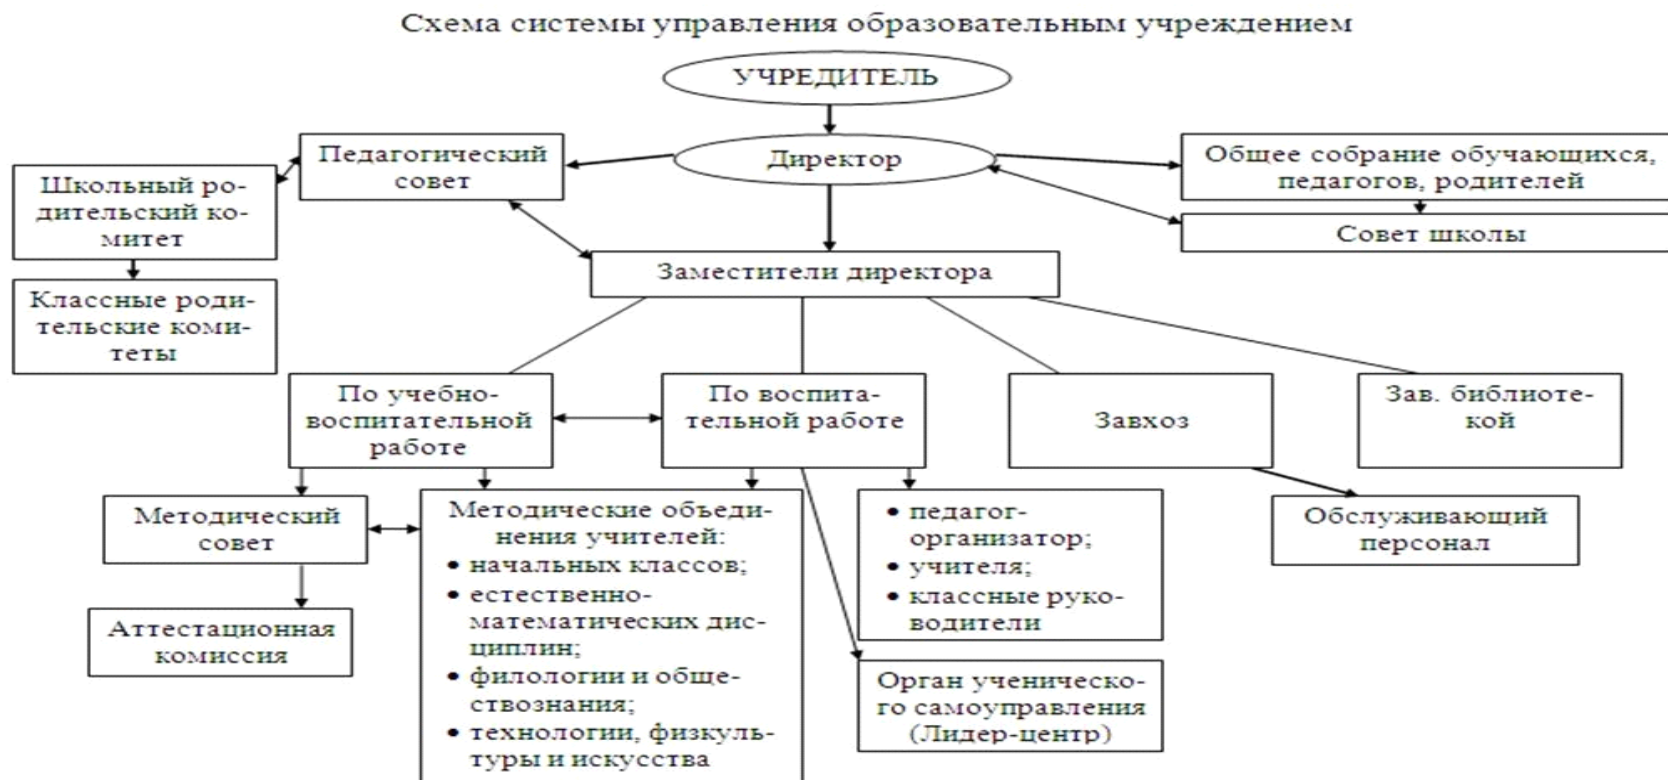 Схема системы управления образовательным учреждением
УЧРЕДИТЕЛЬ
Педагогический
совет
Директор
Общее собрание обучающихся,
педагогов, родителей
Школьный ро-
дительский ко-
митет
Совет школы
Заместители директора
Классные роди-
тельские коми-
теты
По учебно-
воспитательной
работе
По воспита-
тельной работе
Завхоз
Зав. библиоте-
кой
Методический
совет
Методические объеди-
нения учителей:
• начальных классов;
• естественно-
математических дис-
циплин;
• филологии и обще-
ствознания;
• технологии, физкуль-
туры и искусства
• педагог-
организатор;
• учителя;
• классные руко-
водители
Обслуживающий
персонал
Аттестационная
комиссия
Орган ученическо-
го самоуправления
(Лидер-центр)